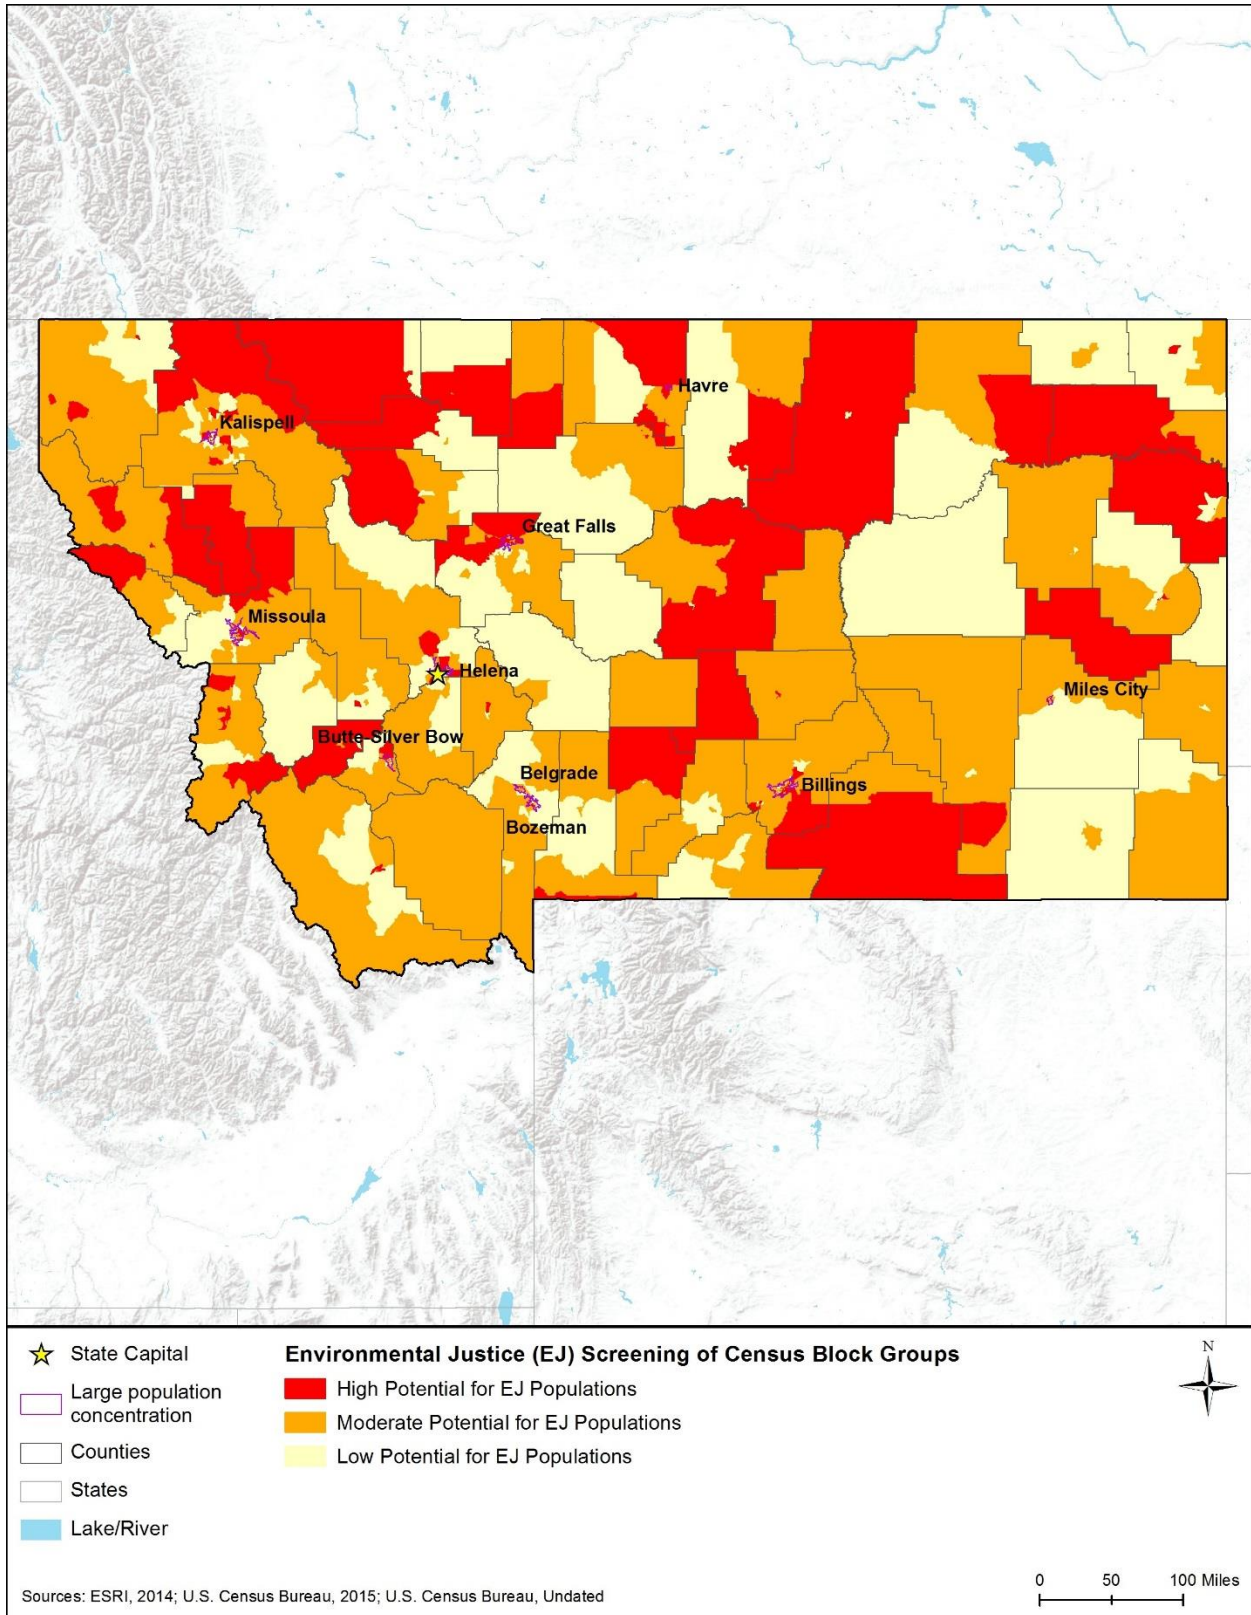 Havre
Kalispell
Great Falls
Missoula
Helena
Miles City
Butte-Silver Bow
Belgrade
Billings
Bozeman
State Capital
Large population
concentration
Counties
States
Lake/River
Environmental Justice (EJ) Screening of Census Block Groups
High Potential for EJ Populations
Moderate Potential for EJ Populations
Low Potential for EJ Populations
N
Sources: ESRI, 2014; U.S. Census Bureau, 2015; U.S. Census Bureau, Undated
0 50 100 Miles